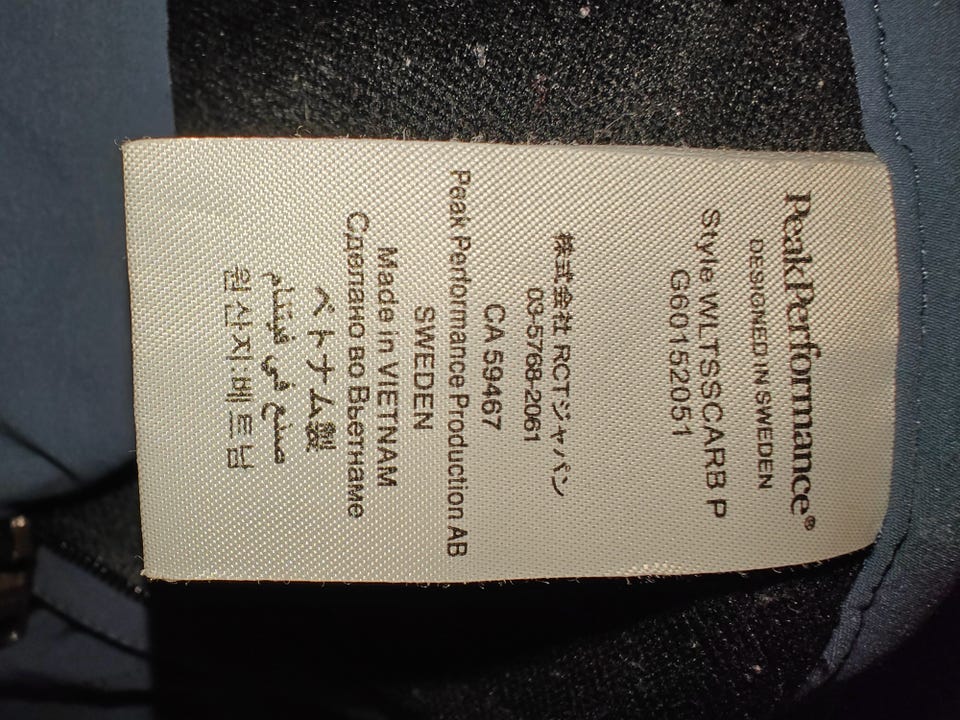 PeakPerformance®
DESIGNED IN SWEDEN
Style WLTSSCARB P
G60152051
株式会社 RCTジャパン
03-5768-2061
CA 59467
Peak Performance Production AB
SWEDEN
Made in VIETNAM
Сделано во Вьетнаме
ベトナム製
صنع في فيتنام
원산지:베트남